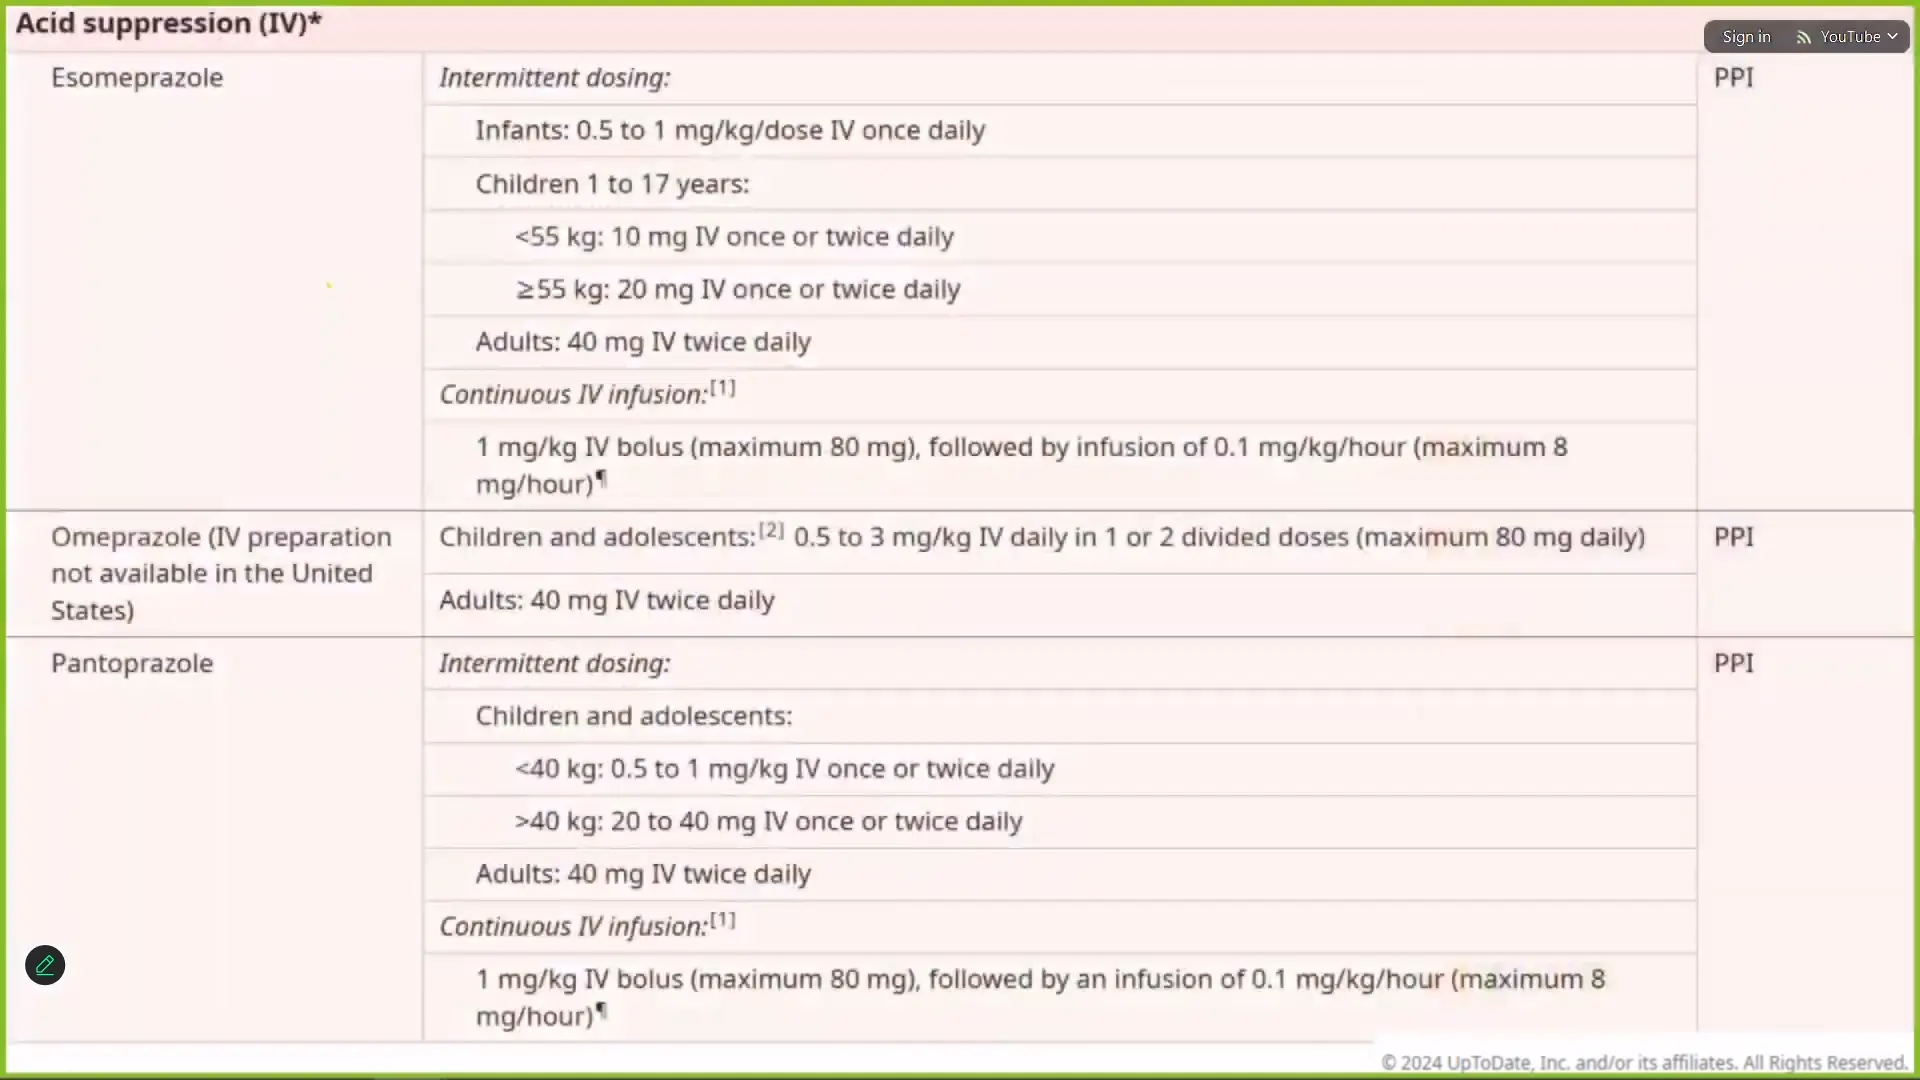 Acid suppression (IV)*
Sign in YouTube
Esomeprazole
Intermittent dosing:
PPI
Infants: 0.5 to 1 mg/kg/dose IV once daily
Children 1 to 17 years:
<55 kg: 10 mg IV once or twice daily
≥55 kg: 20 mg IV once or twice daily
Adults: 40 mg IV twice daily
Continuous IV infusion:[1]
1 mg/kg IV bolus (maximum 80 mg), followed by infusion of 0.1 mg/kg/hour (maximum 8
mg/hour)¶
Omeprazole (IV preparation
not available in the United
States)
Children and adolescents:[2] 0.5 to 3 mg/kg IV daily in 1 or 2 divided doses (maximum 80 mg daily)
PPI
Adults: 40 mg IV twice daily
Pantoprazole
Intermittent dosing:
PPI
Children and adolescents:
<40 kg: 0.5 to 1 mg/kg IV once or twice daily
>40 kg: 20 to 40 mg IV once or twice daily
Adults: 40 mg IV twice daily
Continuous IV infusion:[1]
1 mg/kg IV bolus (maximum 80 mg), followed by an infusion of 0.1 mg/kg/hour (maximum 8
mg/hour)¶
© 2024 UpToDate, Inc. and/or its affiliates. All Rights Reserved.